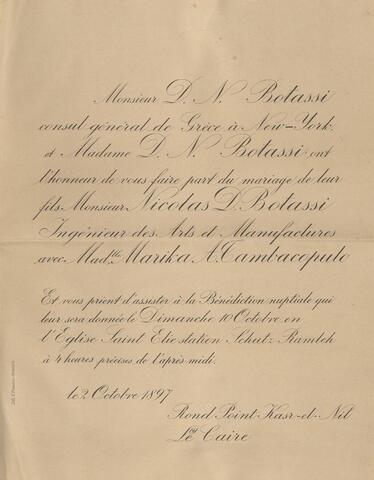 Monsieur D. N. Botassi
consul général de Grèce à New-York.
et Madame D. N. Botassi ont
l'honneur de vous faire part du mariage de leur
fils Monsieur Nicolas D. Botassi
Ingénieur des Arts et Manufactures
avec Mad.lle Marika A. Tambacopulo
Et vous prient d'assister à la Bénédiction nuptiale qui
leur sera donnée le Dimanche 10 Octobre en
l'Eglise Saint Elie station Schutz Ramleh
à 4 heures précises de l'après-midi.
le 2 Octobre 1897
Rond-Point Kasr-el-Nil
Le Caire